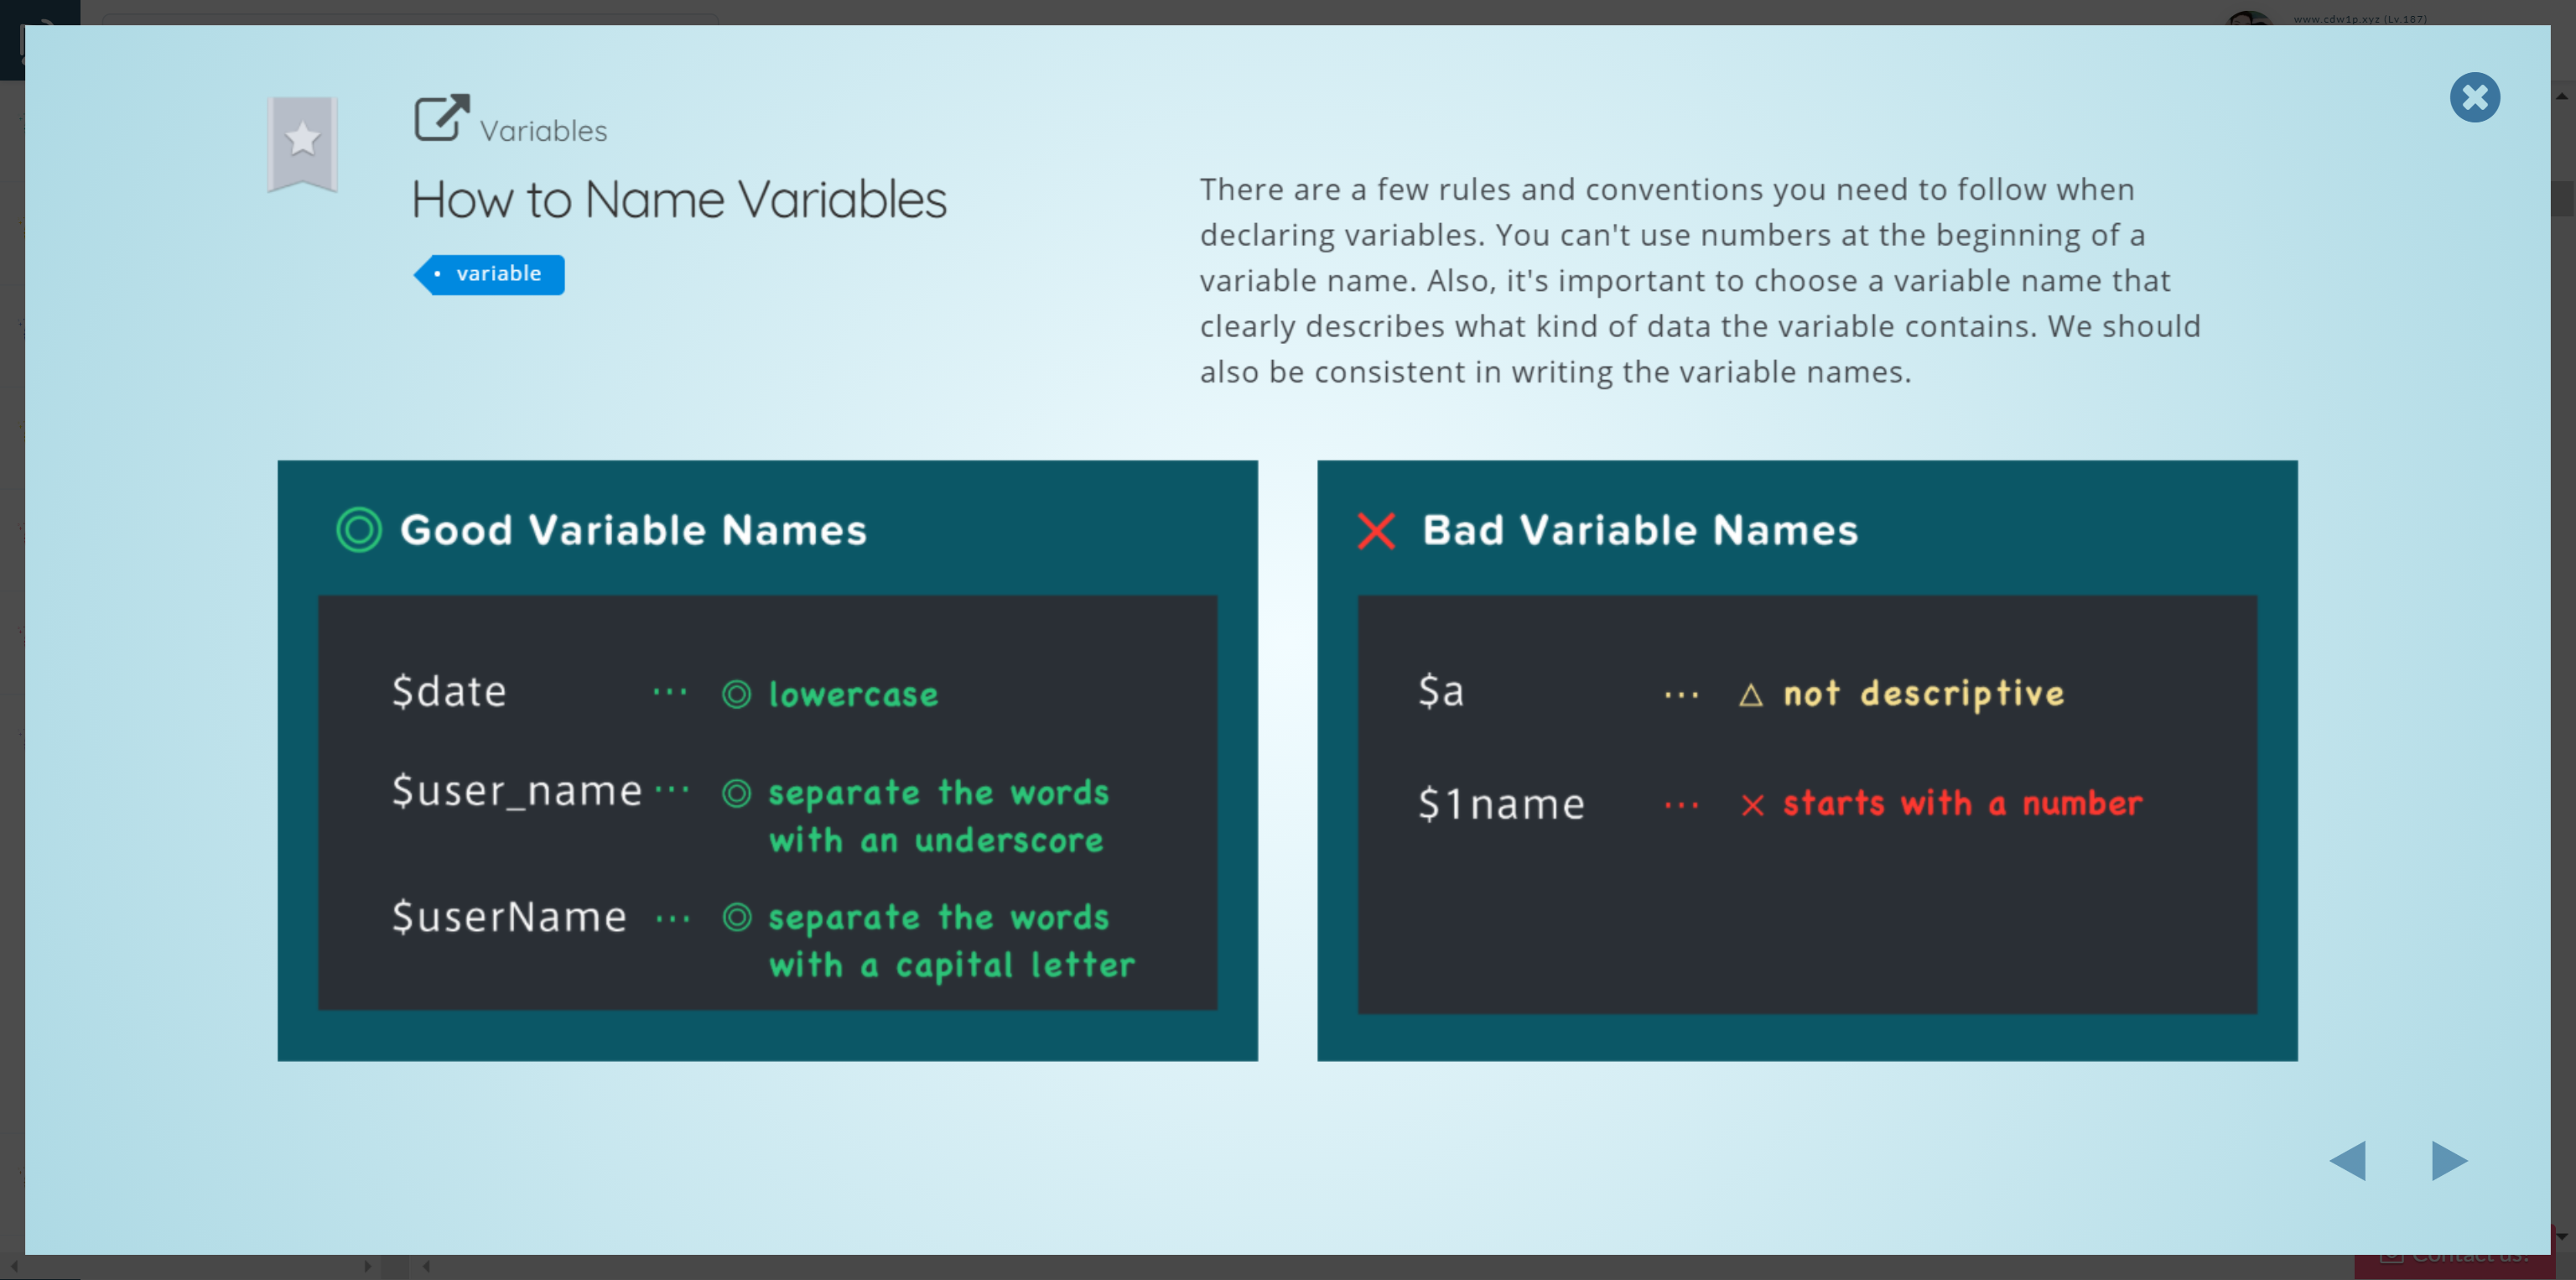 www.cdw1p.xyz (Lv.187)
Variables
How to Name Variables
• variable
There are a few rules and conventions you need to follow when
declaring variables. You can't use numbers at the beginning of a
variable name. Also, it's important to choose a variable name that
clearly describes what kind of data the variable contains. We should
also be consistent in writing the variable names.
◎ Good Variable Names
$date ... ◎ lowercase
$user_name ... ◎ separate the words
with an underscore
$userName ... ◎ separate the words
with a capital letter
× Bad Variable Names
$a ... △ not descriptive
$1name ... × starts with a number
Contact us!